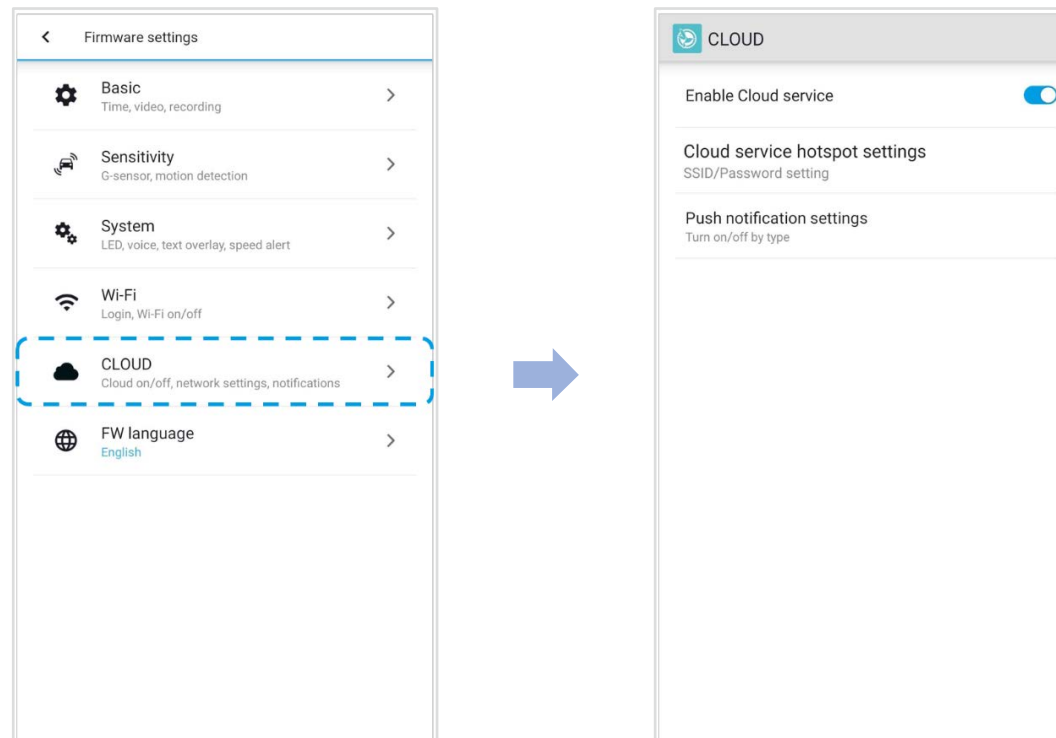 Firmware settings
Basic
Time, video, recording
Sensitivity
G-sensor, motion detection
System
LED, voice, text overlay, speed alert
Wi-Fi
Login, Wi-Fi on/off
CLOUD
Cloud on/off, network settings, notifications
FW language
English
CLOUD
Enable Cloud service
Cloud service hotspot settings
SSID/Password setting
Push notification settings
Turn on/off by type